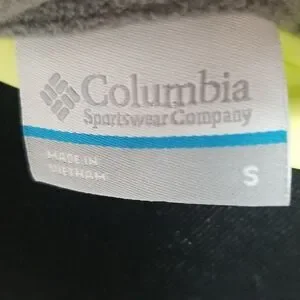 Columbia
Sportswear Company
MADE IN
VIETNAM
S